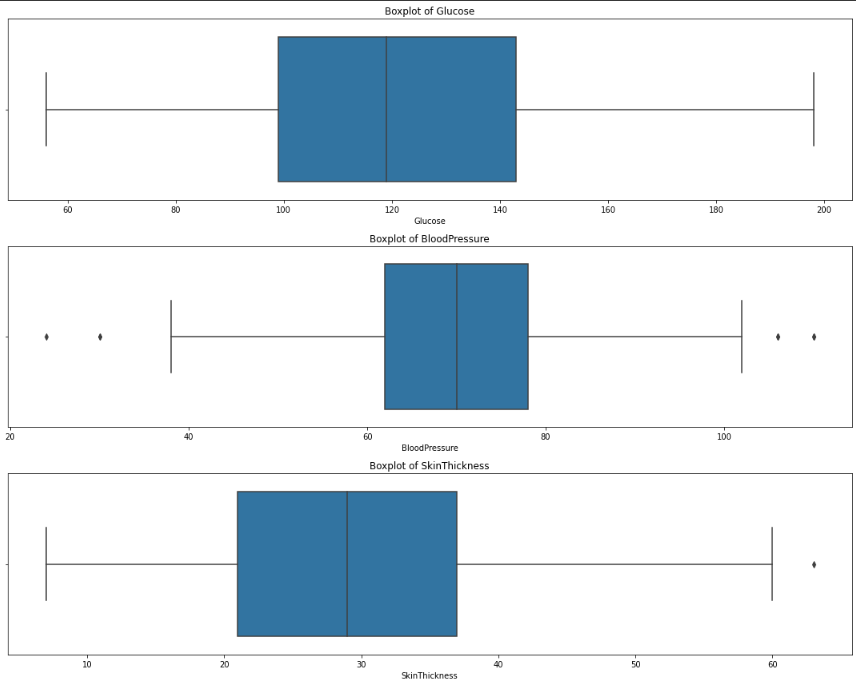 Boxplot of Glucose
60 80 100 120 140 160 180 200
Glucose
Boxplot of BloodPressure
20 40 60 80 100
BloodPressure
Boxplot of SkinThickness
10 20 30 40 50 60
SkinThickness